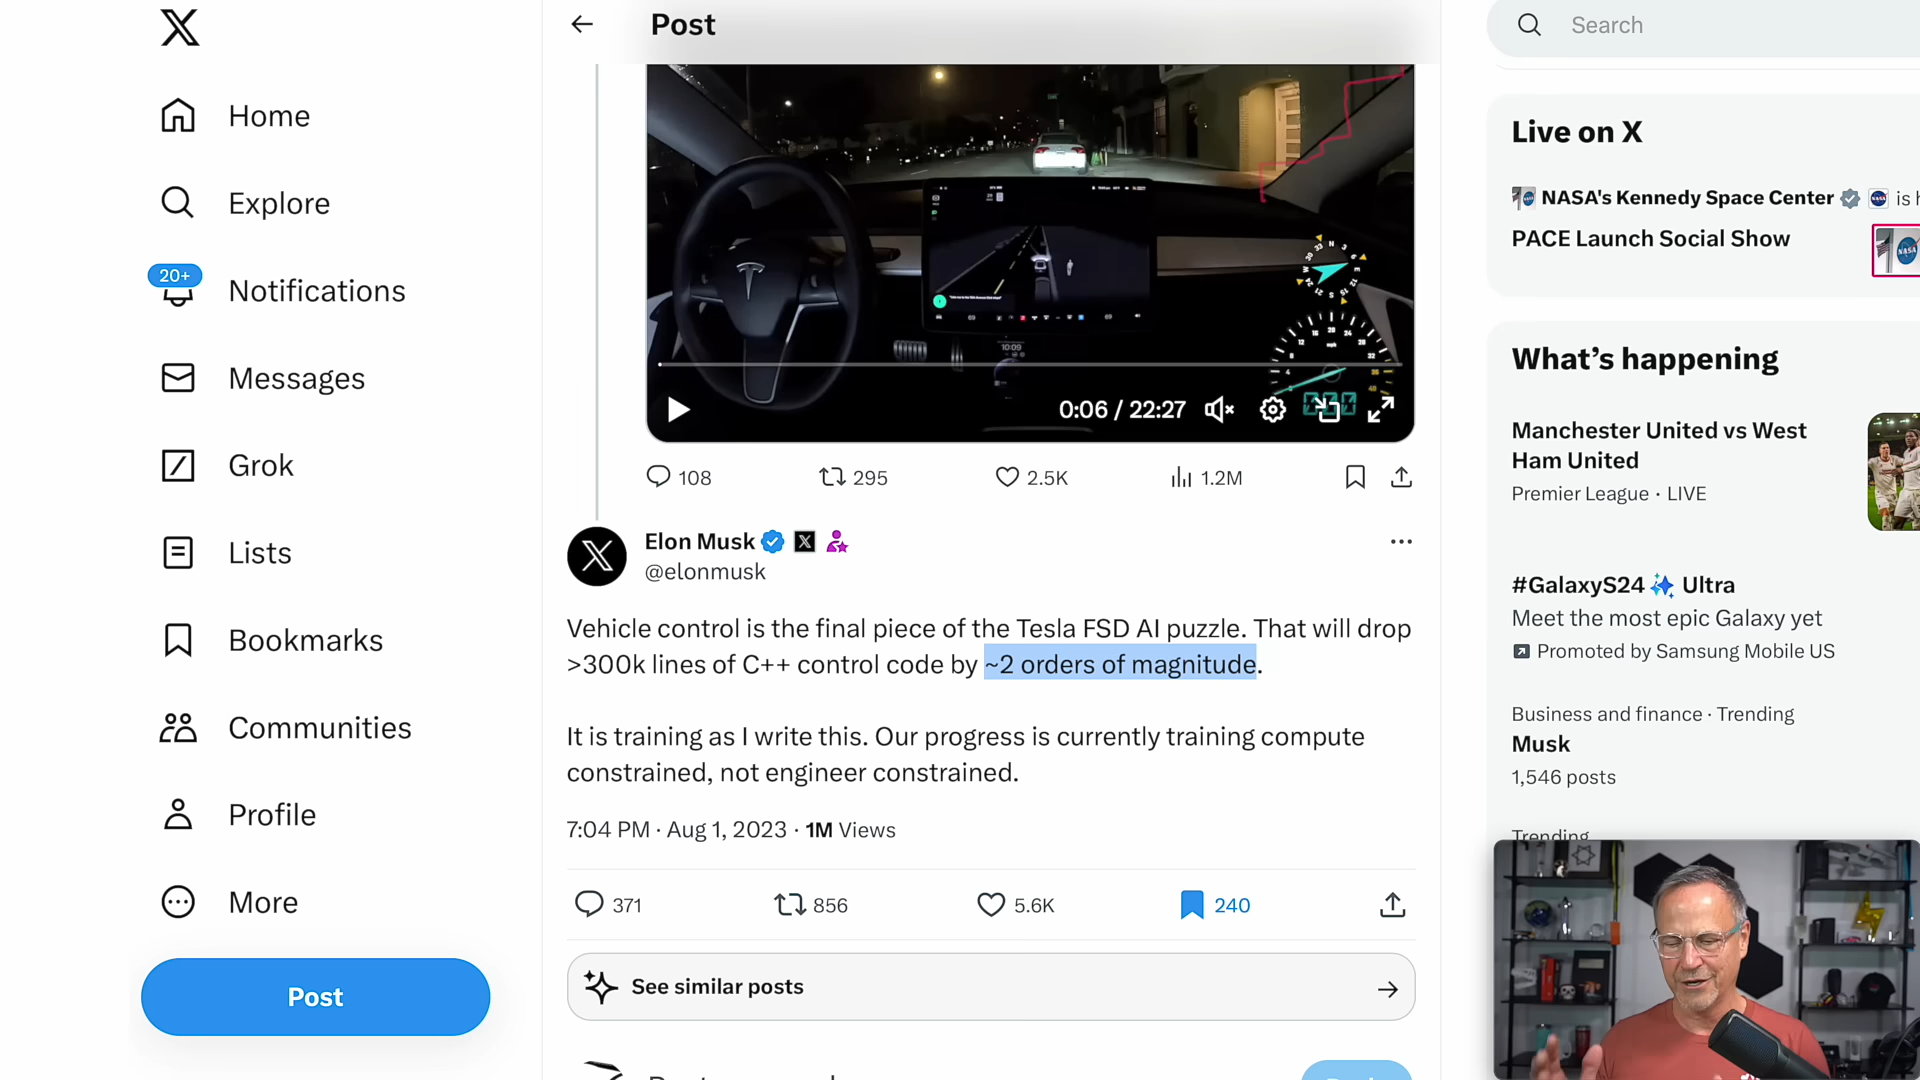 Home
Explore
20+
Notifications
Messages
Grok
Lists
Bookmarks
Communities
Profile
More
Post
Post
10:09
0:06 / 22:27
108
295
2.5K
1.2M
Elon Musk
@elonmusk
Vehicle control is the final piece of the Tesla FSD AI puzzle. That will drop
>300k lines of C++ control code by ~2 orders of magnitude.
It is training as I write this. Our progress is currently training compute
constrained, not engineer constrained.
7:04 PM · Aug 1, 2023 · 1M Views
371
856
5.6K
240
See similar posts
Search
Live on X
NASA's Kennedy Space Center is h
PACE Launch Social Show
What's happening
Manchester United vs West
Ham United
Premier League · LIVE
#GalaxyS24 Ultra
Meet the most epic Galaxy yet
Promoted by Samsung Mobile US
Business and finance · Trending
Musk
1,546 posts
Trending